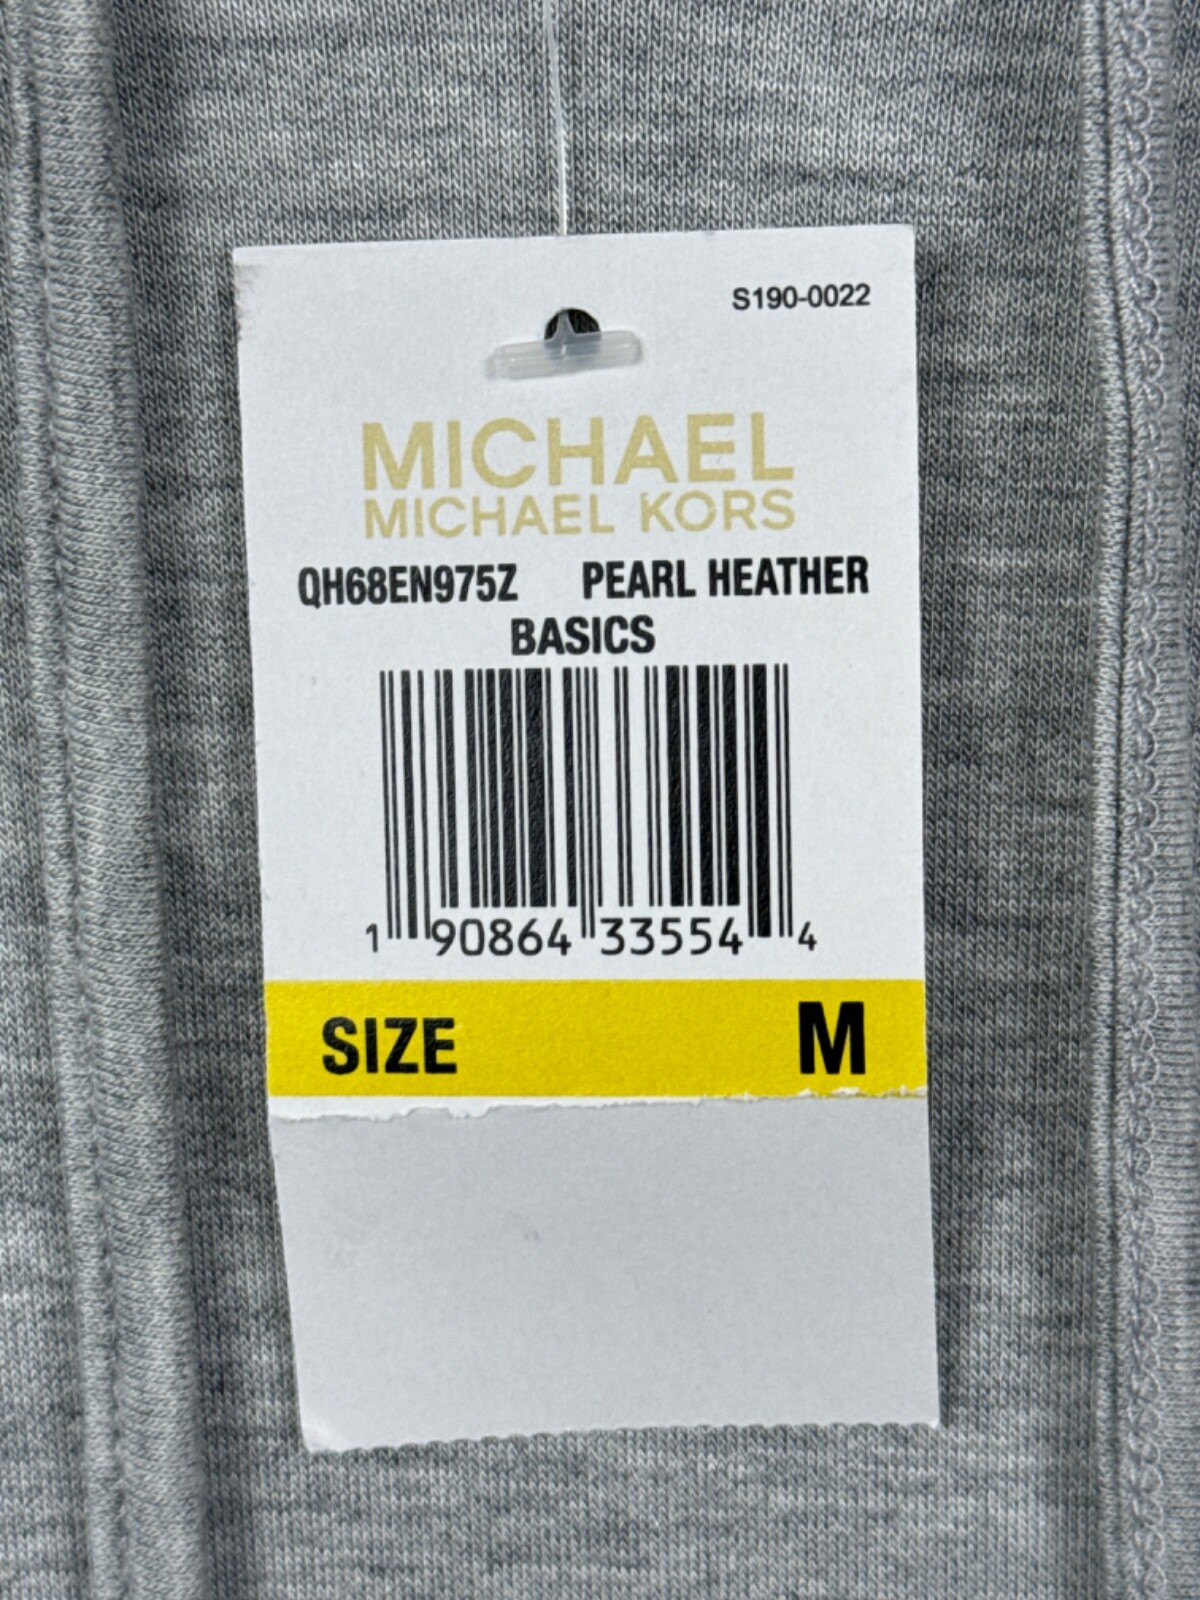 S190-0022
MICHAEL
MICHAEL KORS
QH68EN975Z PEARL HEATHER
BASICS
1 90864 33554 4
SIZE M